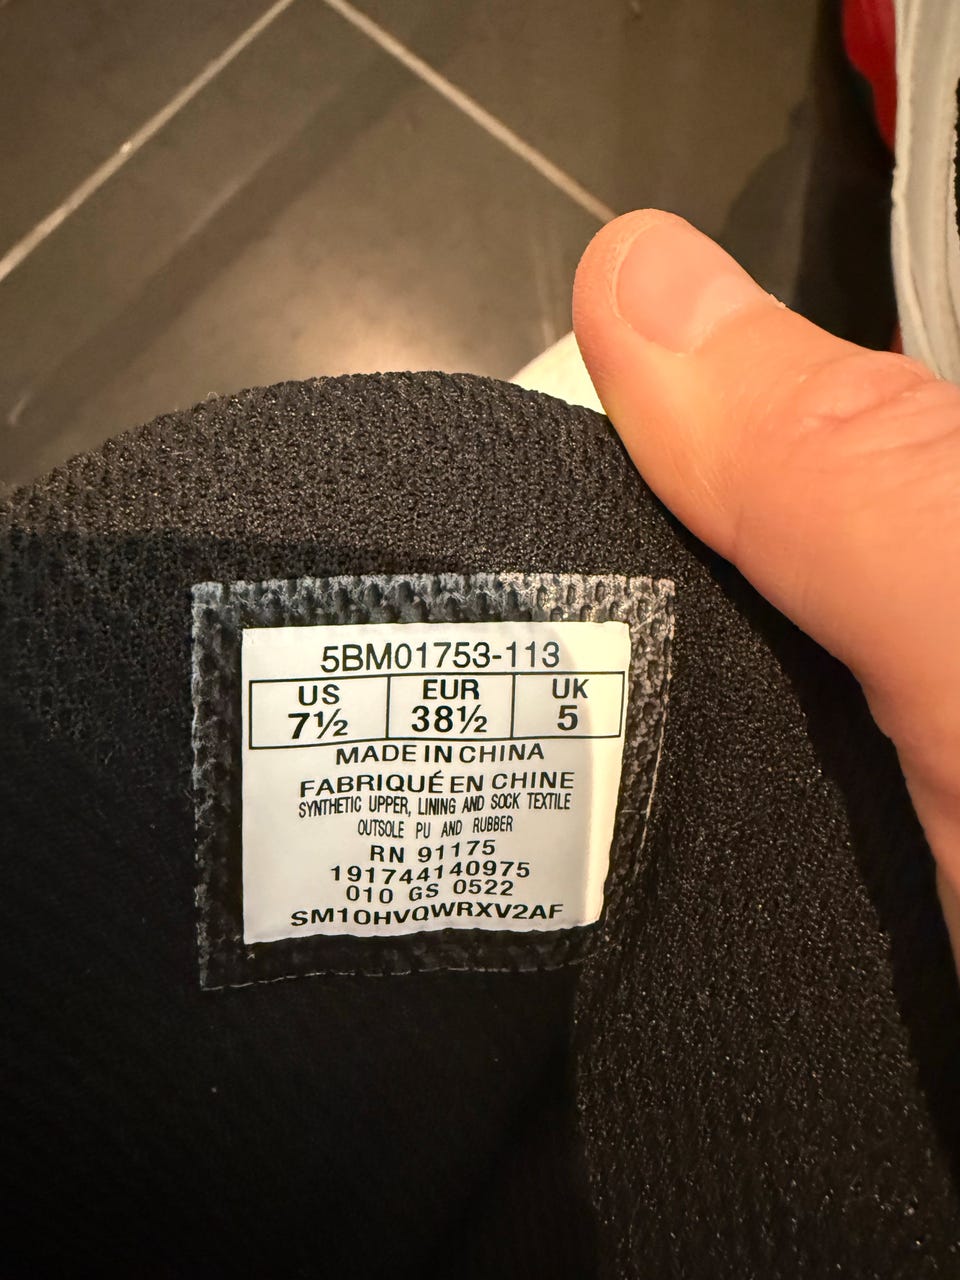 5BM01753-113
US EUR UK
7½ 38½ 5
MADE IN CHINA
FABRIQUÉ EN CHINE
SYNTHETIC UPPER, LINING AND SOCK TEXTILE
OUTSOLE PU AND RUBBER
RN 91175
191744140975
010 GS 0522
SM10HVQWRXV2AF